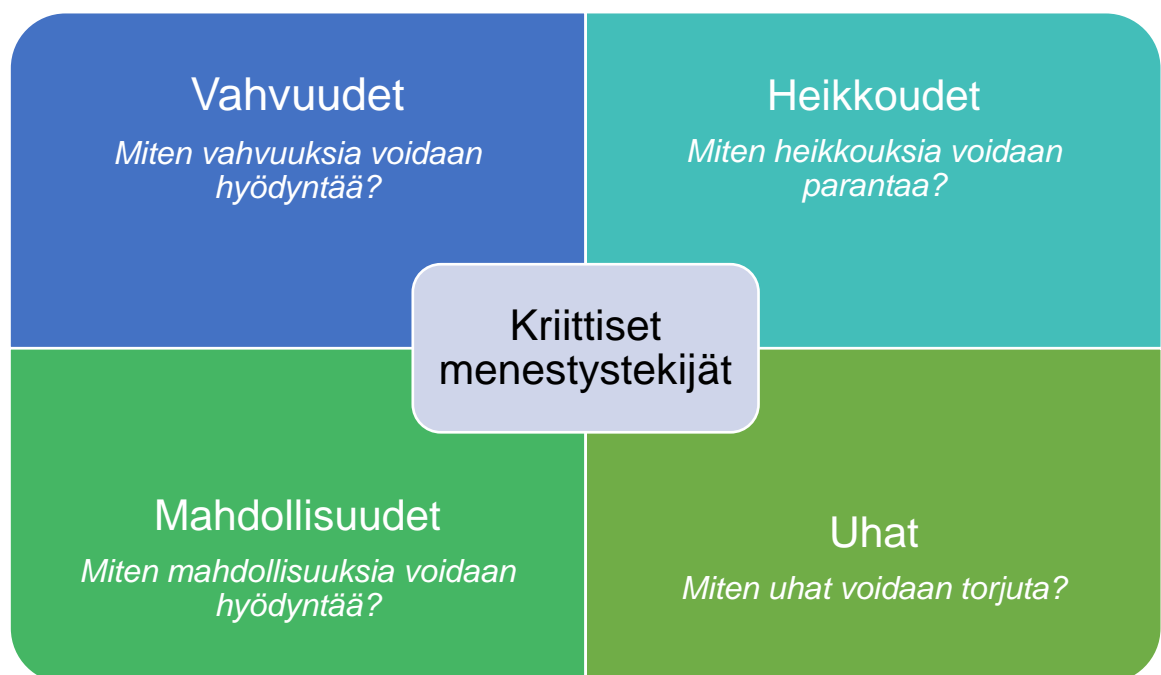 Vahvuudet
Miten vahvuuksia voidaan
hyödyntää?
Heikkoudet
Miten heikkouksia voidaan
parantaa?
Kriittiset
menestystekijät
Mahdollisuudet
Miten mahdollisuuksia voidaan
hyödyntää?
Uhat
Miten uhat voidaan torjuta?